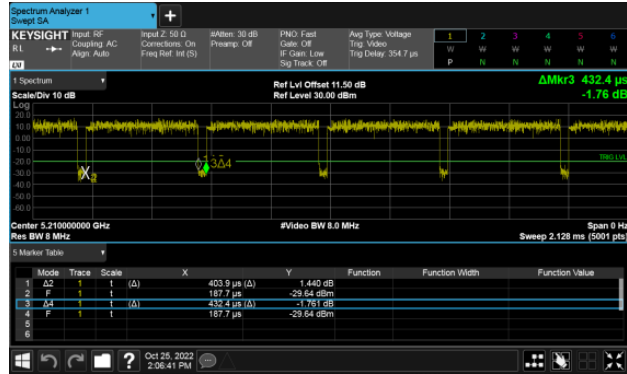 Spectrum Analyzer 1
Swept SA
+
KEYSIGHT Input: RF Input Z: 50 Ω #Atten: 30 dB PNO: Fast Avg Type: Voltage 1 2 3 4 5 6
RL Coupling: AC Corrections: On Preamp: Off Gate: Off Trig: Video W W W W W W
Align: Auto Freq Ref: Int (S) IF Gain: Low Trig Delay: 354.7 µs P N N N N N
Sig Track: Off
LXI
1 Spectrum Ref Lvl Offset 11.50 dB ΔMkr3 432.4 µs
Scale/Div 10 dB Ref Level 30.00 dBm -1.76 dB
Log
20.0
10.0
0.00
-10.0
-20.0 TRIG LVL
-30.0
-40.0
-50.0
-60.0
X2 3Δ4
Center 5.210000000 GHz #Video BW 8.0 MHz Span 0 Hz
Res BW 8 MHz Sweep 2.128 ms (5001 pts)
5 Marker Table
Mode Trace Scale X Y Function Function Width Function Value
1 Δ2 1 t (Δ) 403.9 µs (Δ) 1.440 dB
2 F 1 t 187.7 µs -29.64 dBm
3 Δ4 1 t (Δ) 432.4 µs (Δ) -1.761 dB
4 F 1 t 187.7 µs -29.64 dBm
5
6
? Oct 25, 2022
2:06:41 PM